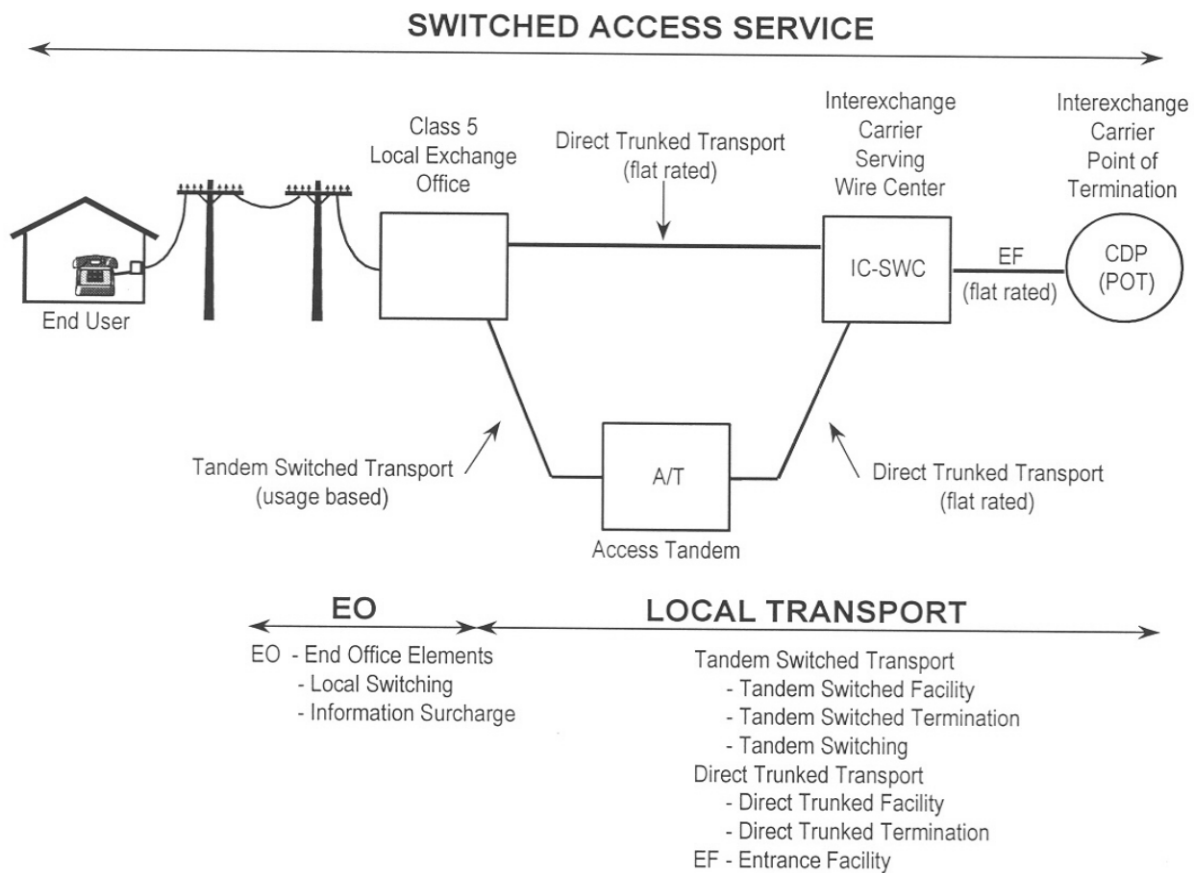 SWITCHED ACCESS SERVICE
Class 5
Local Exchange
Office
Direct Trunked Transport
(flat rated)
Interexchange
Carrier
Serving
Wire Center
Interexchange
Carrier
Point of
Termination
End User
IC-SWC
EF
(flat rated)
CDP
(POT)
Tandem Switched Transport
(usage based)
A/T
Access Tandem
Direct Trunked Transport
(flat rated)
EO
LOCAL TRANSPORT
EO - End Office Elements
- Local Switching
- Information Surcharge
Tandem Switched Transport
- Tandem Switched Facility
- Tandem Switched Termination
- Tandem Switching
Direct Trunked Transport
- Direct Trunked Facility
- Direct Trunked Termination
EF - Entrance Facility